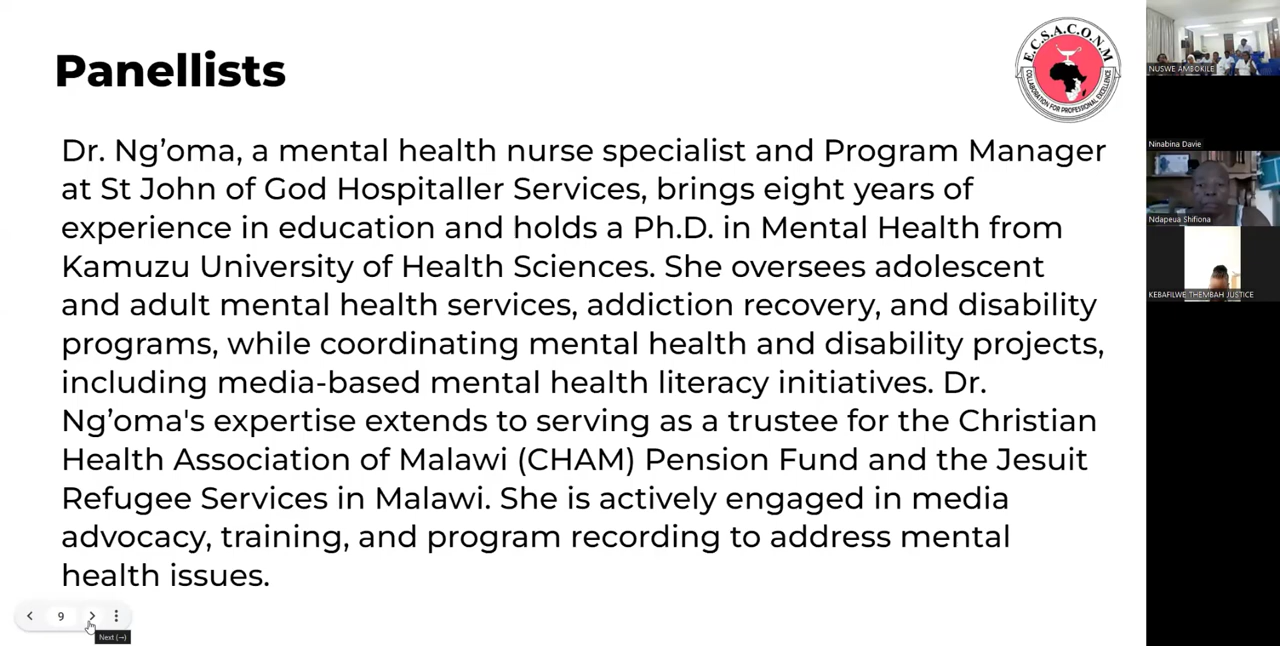 Panellists
E.C.S.A.C.O.N.M
COLLABORATION FOR PROFESSIONAL EXCELLENCE
Dr. Ng’oma, a mental health nurse specialist and Program Manager
at St John of God Hospitaller Services, brings eight years of
experience in education and holds a Ph.D. in Mental Health from
Kamuzu University of Health Sciences. She oversees adolescent
and adult mental health services, addiction recovery, and disability
programs, while coordinating mental health and disability projects,
including media-based mental health literacy initiatives. Dr.
Ng’oma's expertise extends to serving as a trustee for the Christian
Health Association of Malawi (CHAM) Pension Fund and the Jesuit
Refugee Services in Malawi. She is actively engaged in media
advocacy, training, and program recording to address mental
health issues.
9
Next (→)
NUSWE AMBOKILE
Ninabina Davie
Ndapeua Shifiona
KEBAFILWE THEMBAH JUSTICE